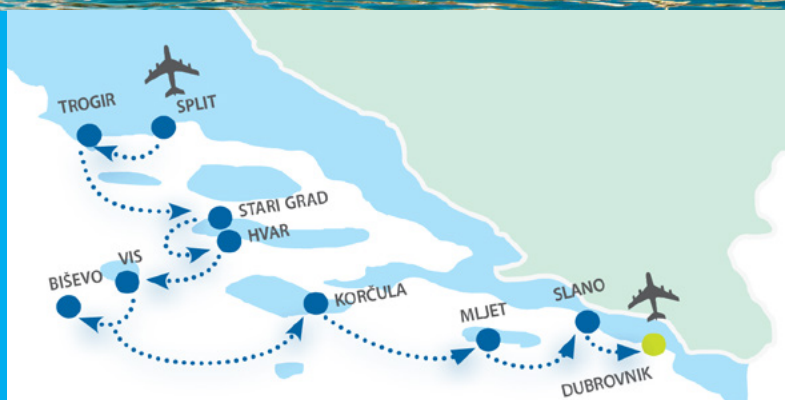 TROGIR
SPLIT
STARI GRAD
HVAR
VIS
BIŠEVO
KORČULA
MLJET
SLANO
DUBROVNIK